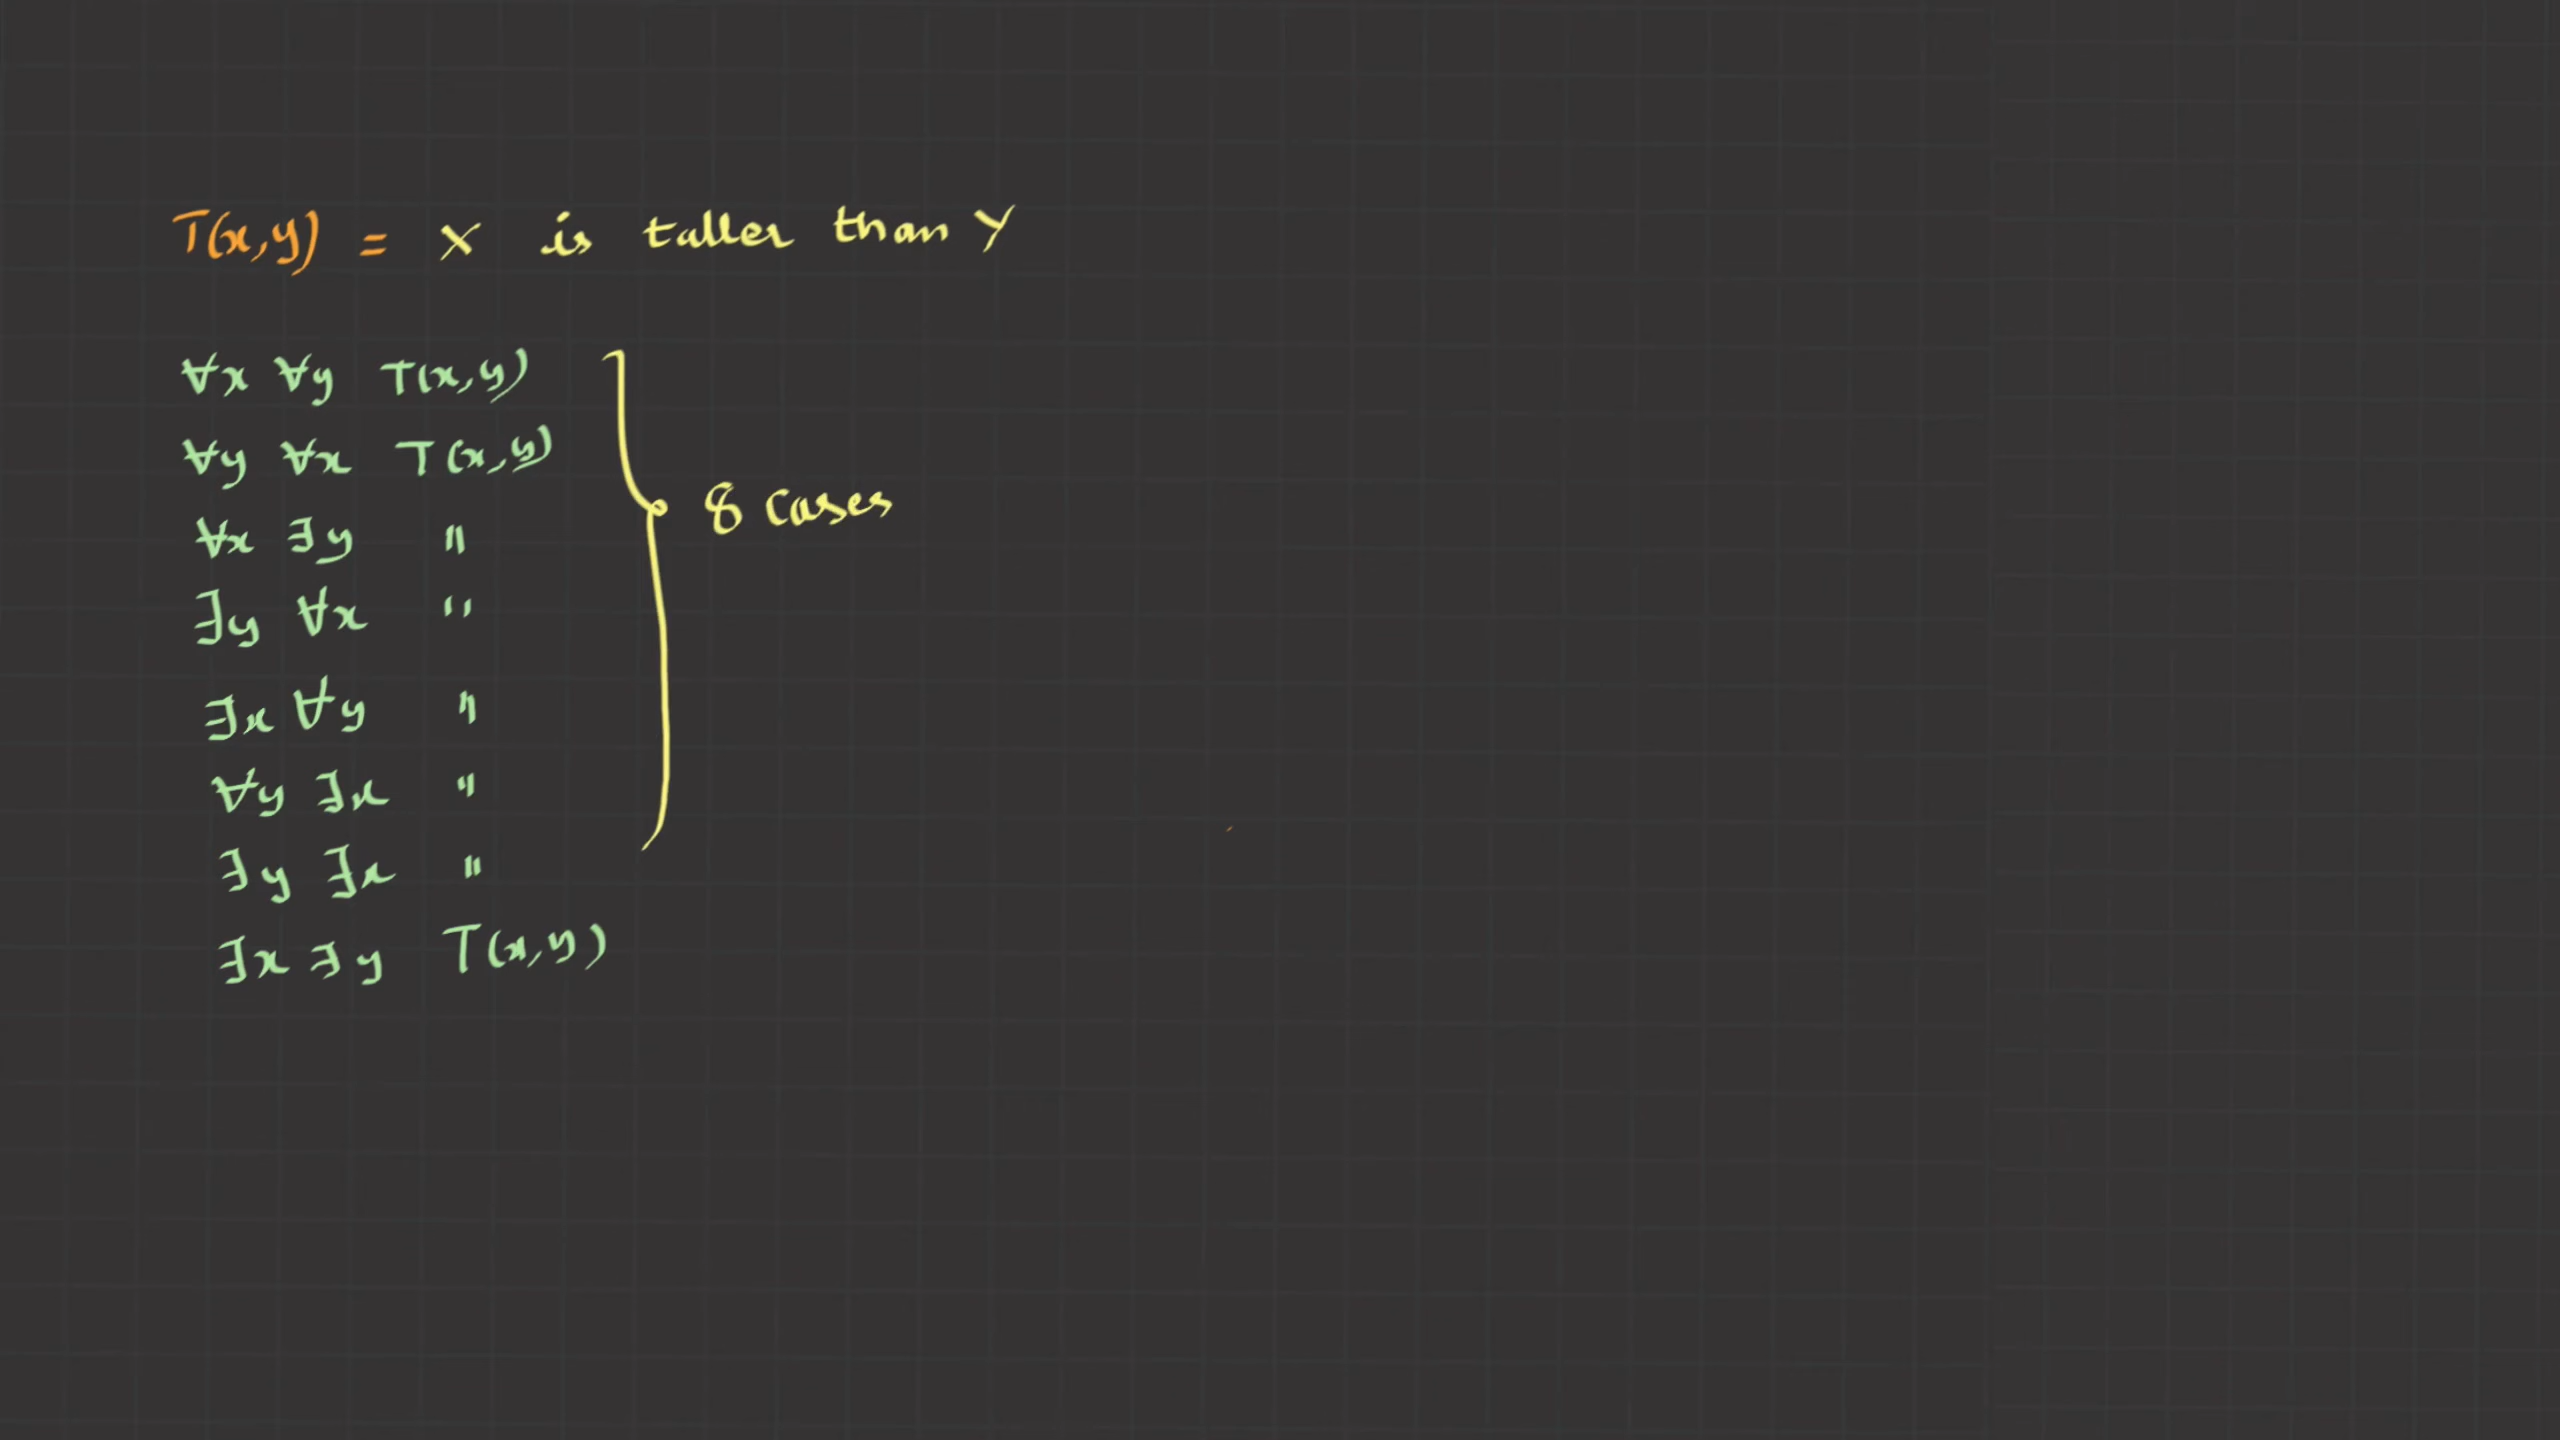 T(x,y) = X is taller than Y
∀x ∀y T(x,y)
∀y ∀x T(x,y)
∀x ∃y "
∃y ∀x "
∃x ∀y "
∀y ∃x "
∃y ∃x "
∃x ∃y T(x,y)
8 cases